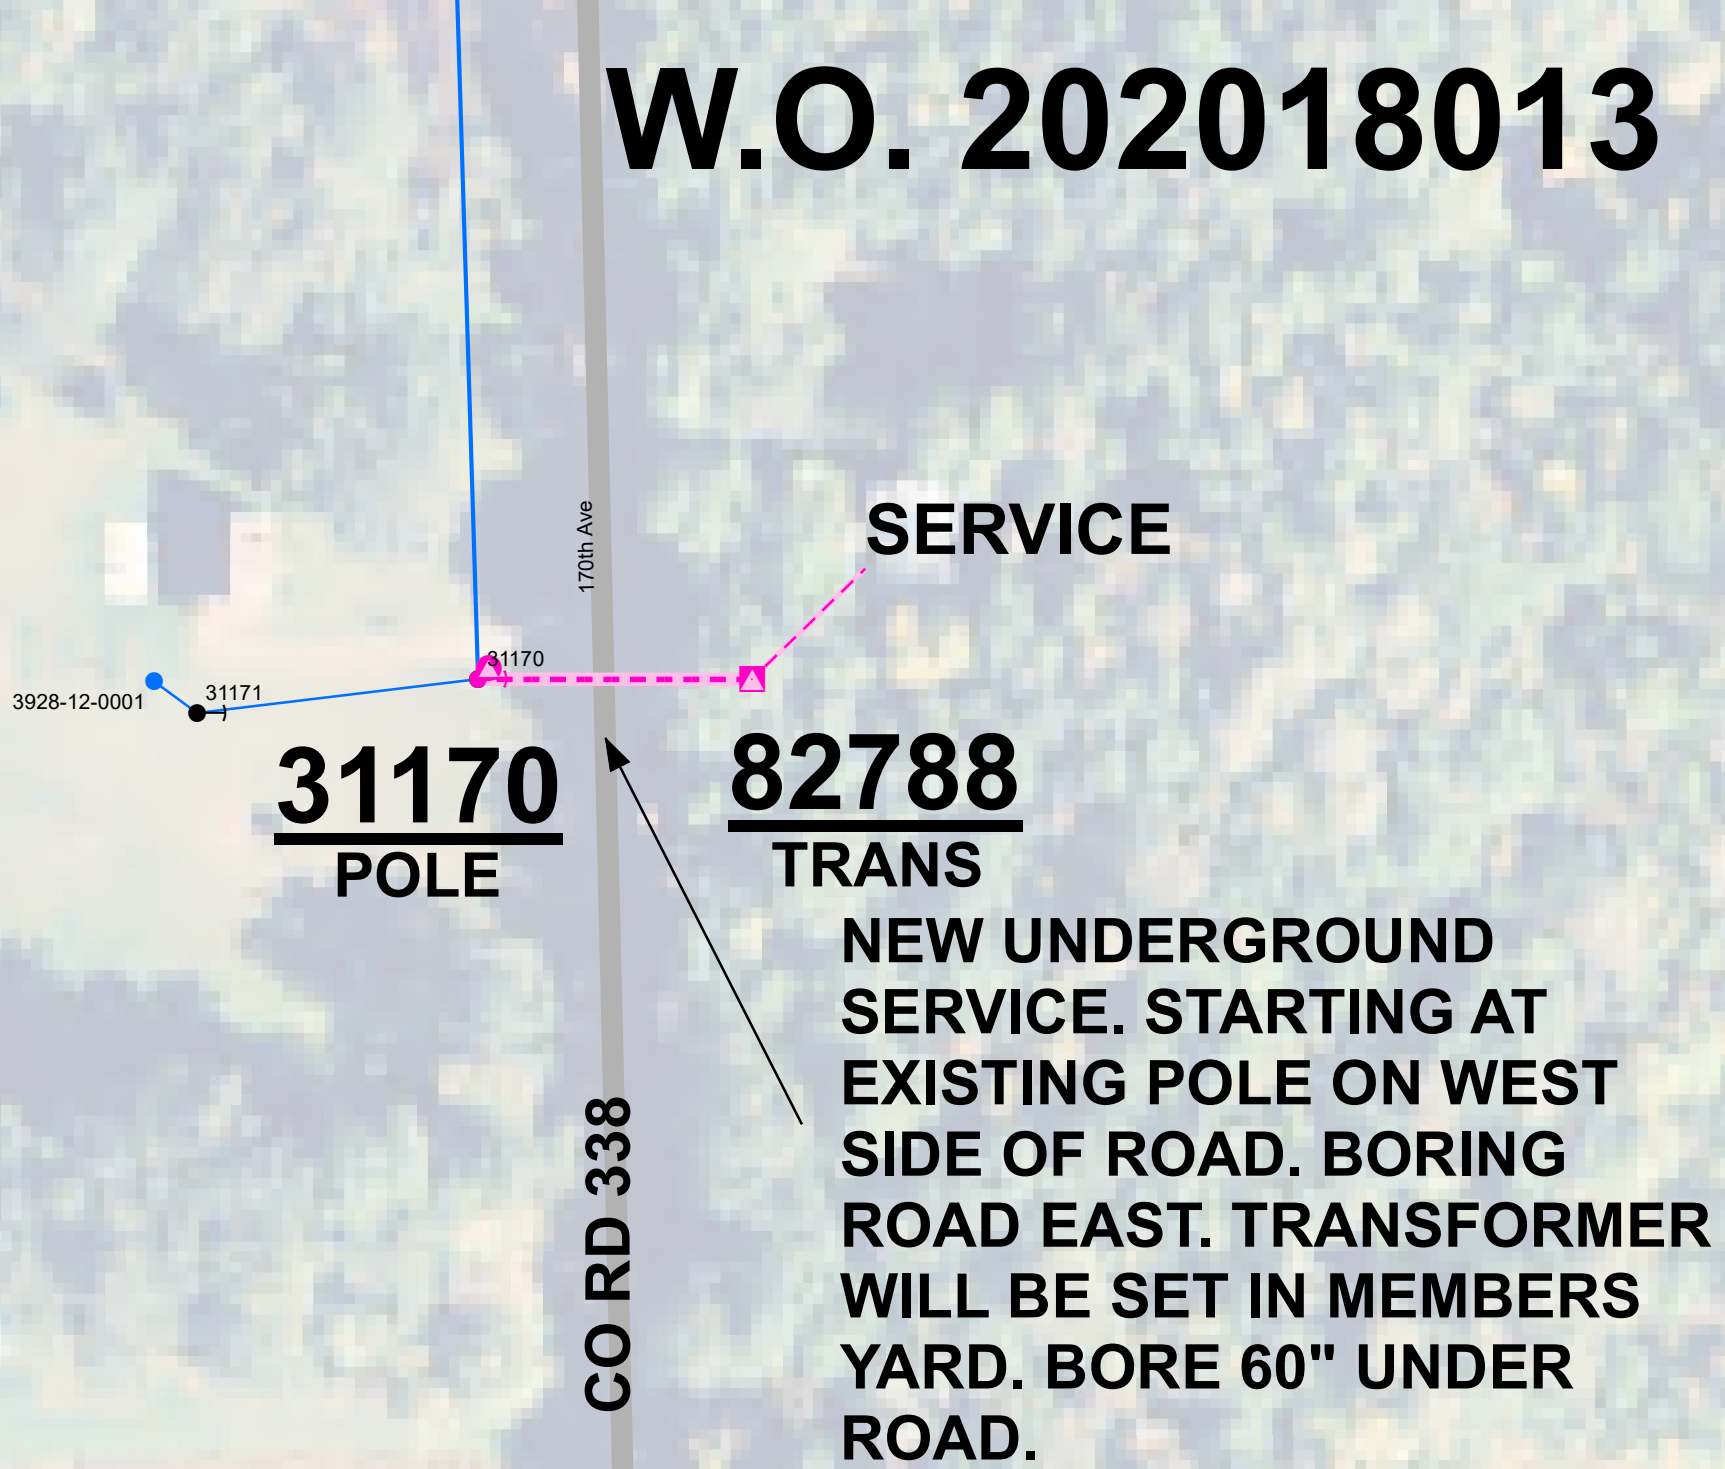 W.O. 202018013
170th Ave
SERVICE
31170
3928-12-0001
31171
31170
POLE
82788
TRANS
NEW UNDERGROUND
SERVICE. STARTING AT
EXISTING POLE ON WEST
SIDE OF ROAD. BORING
ROAD EAST. TRANSFORMER
WILL BE SET IN MEMBERS
YARD. BORE 60" UNDER
ROAD.
CO RD 338